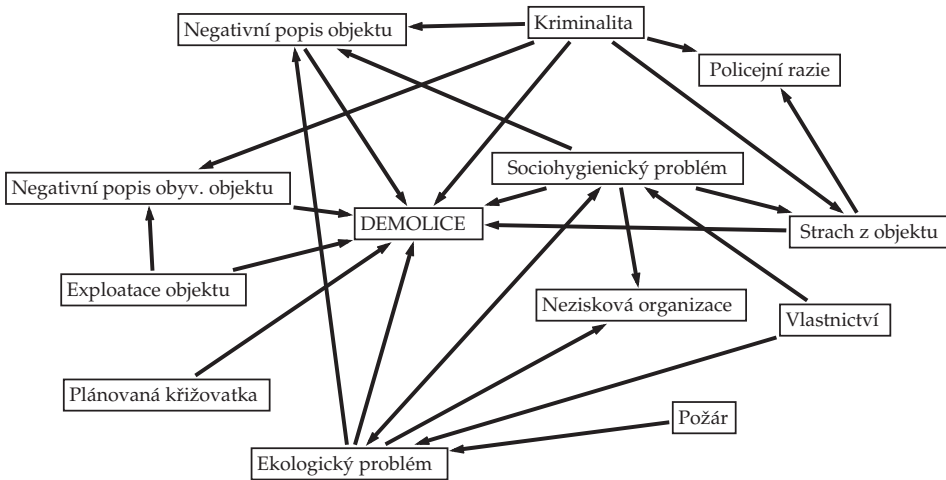 Kriminalita
Negativní popis objektu
Policejní razie
Sociohygienický problém
Negativní popis obyv. objektu
DEMOLICE
Strach z objektu
Exploatace objektu
Nezisková organizace
Vlastnictví
Plánovaná křižovatka
Požár
Ekologický problém